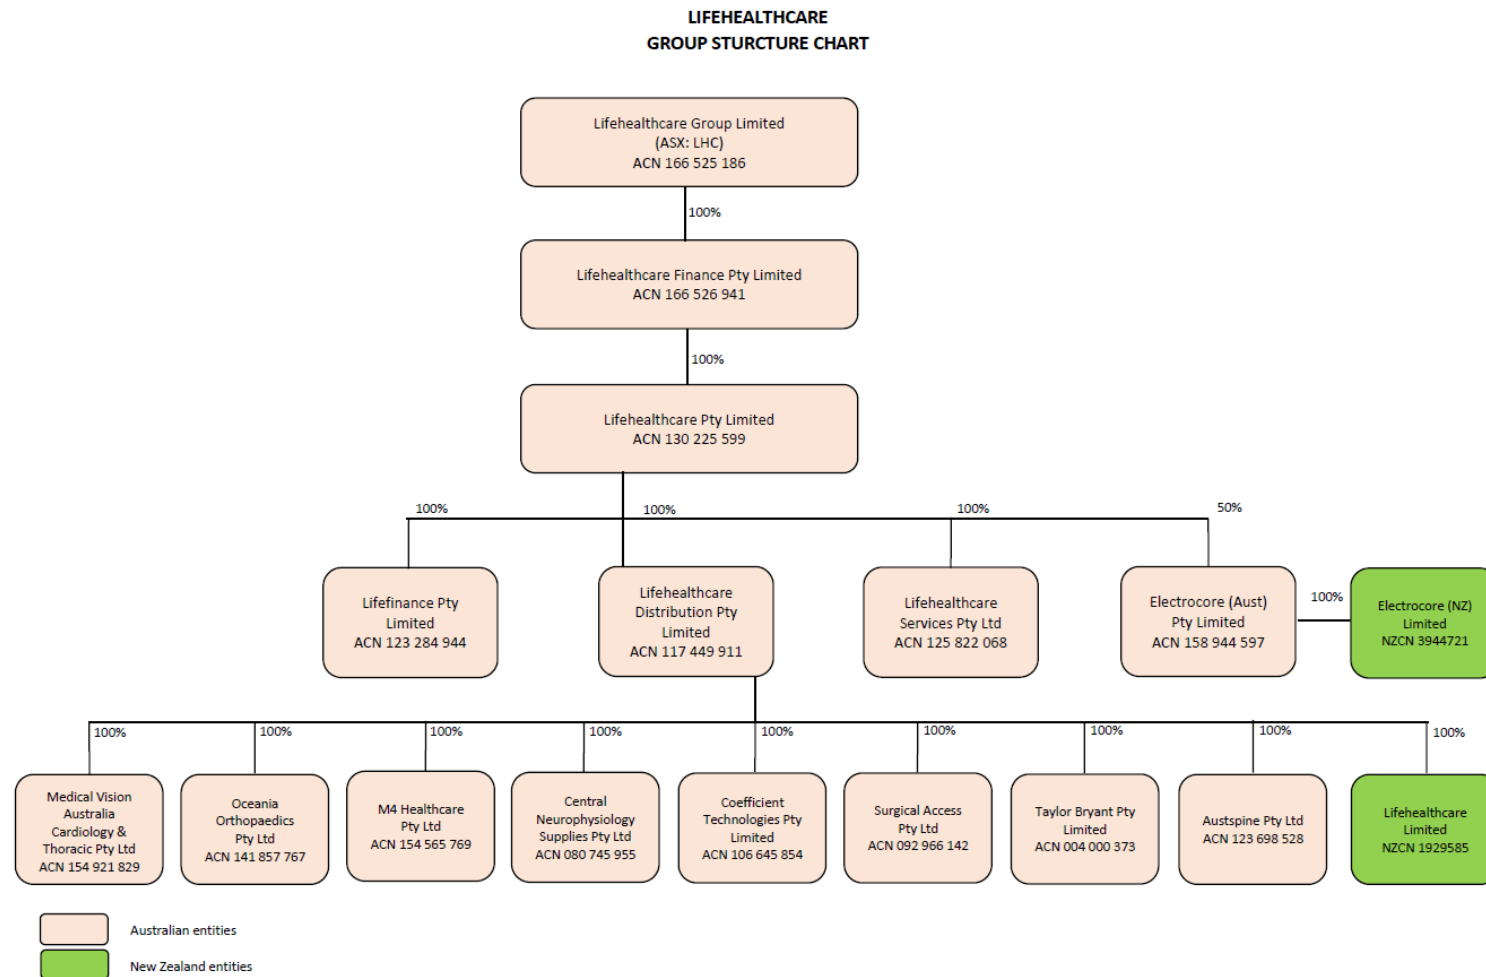 LIFEHEALTHCARE
GROUP STURCTURE CHART
Lifehealthcare Group Limited
(ASX: LHC)
ACN 166 525 186
100%
Lifehealthcare Finance Pty Limited
ACN 166 526 941
100%
Lifehealthcare Pty Limited
ACN 130 225 599
100%
100%
100%
50%
Lifefinance Pty
Limited
ACN 123 284 944
Lifehealthcare
Distribution Pty
Limited
ACN 117 449 911
Lifehealthcare
Services Pty Ltd
ACN 125 822 068
Electrocore (Aust)
Pty Limited
ACN 158 944 597
100%
Electrocore (NZ)
Limited
NZCN 3944721
100%
100%
100%
100%
100%
100%
100%
100%
100%
Medical Vision
Australia
Cardiology &
Thoracic Pty Ltd
ACN 154 921 829
Oceania
Orthopaedics
Pty Ltd
ACN 141 857 767
M4 Healthcare
Pty Ltd
ACN 154 565 769
Central
Neurophysiology
Supplies Pty Ltd
ACN 080 745 955
Coefficient
Technologies Pty
Limited
ACN 106 645 854
Surgical Access
Pty Ltd
ACN 092 966 142
Taylor Bryant Pty
Limited
ACN 004 000 373
Austspine Pty Ltd
ACN 123 698 528
Lifehealthcare
Limited
NZCN 1929585
Australian entities
New Zealand entities